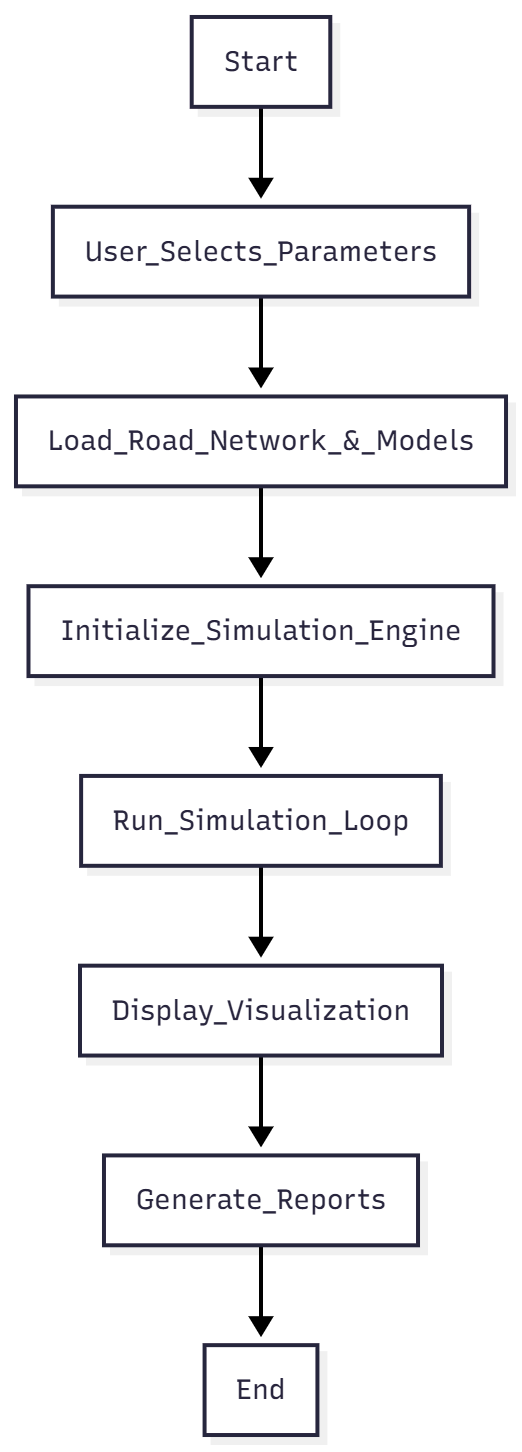 Start
User_Selects_Parameters
Load_Road_Network_&_Models
Initialize_Simulation_Engine
Run_Simulation_Loop
Display_Visualization
Generate_Reports
End